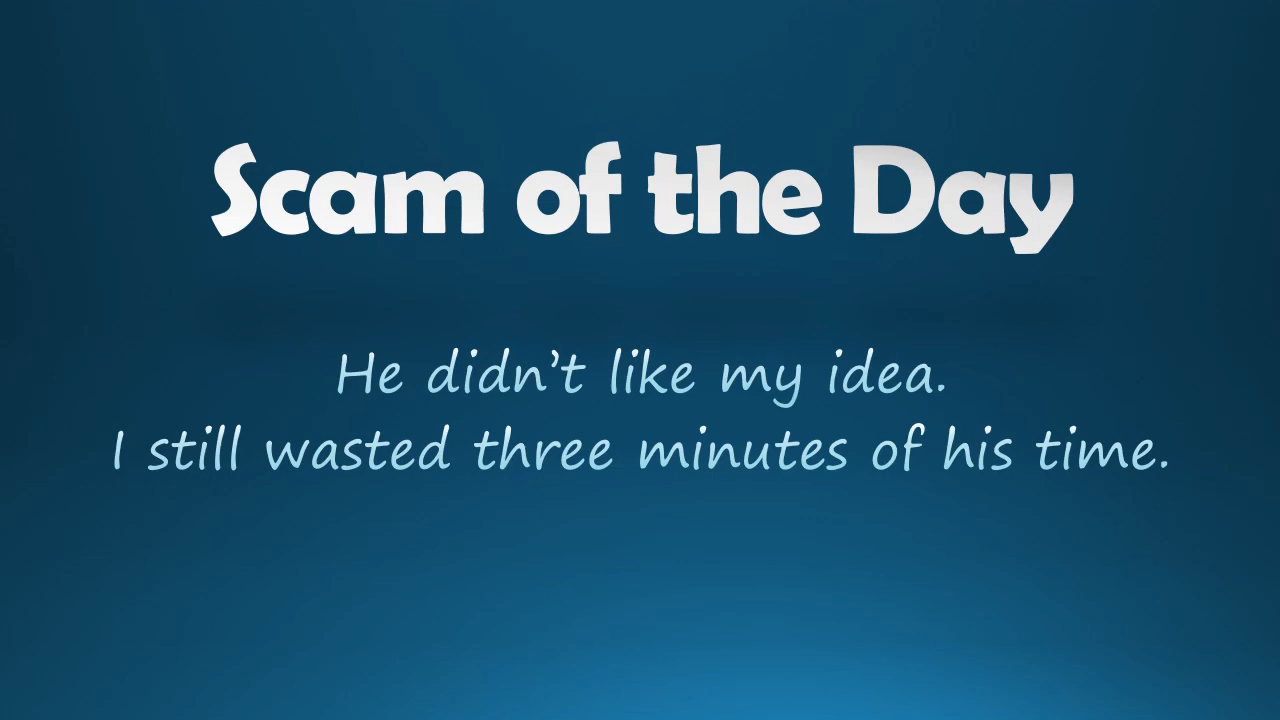 Scam of the Day
He didn’t like my idea.
I still wasted three minutes of his time.